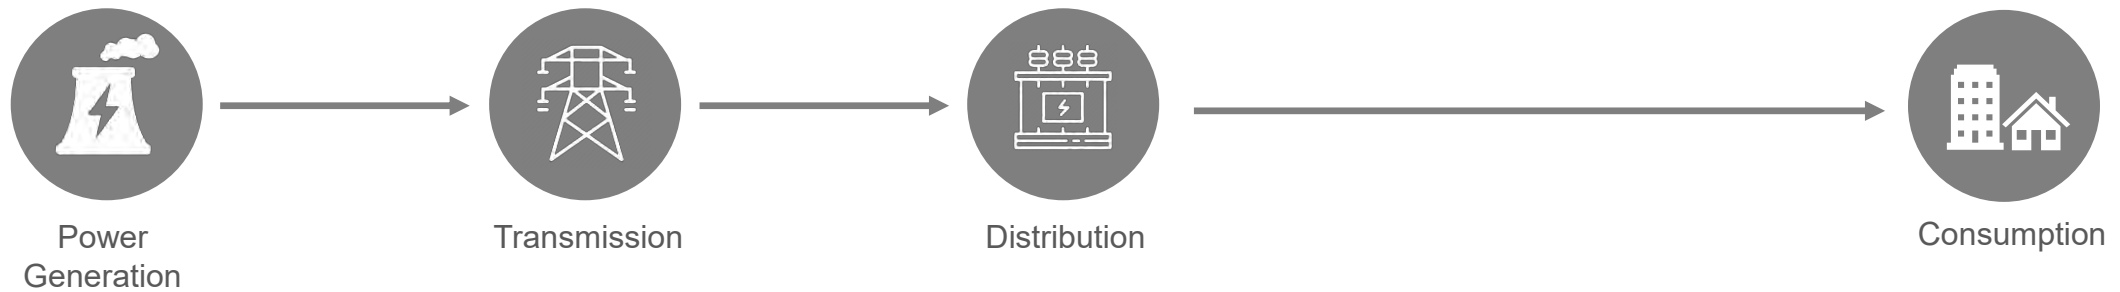 Power
Generation
Transmission
Distribution
Consumption